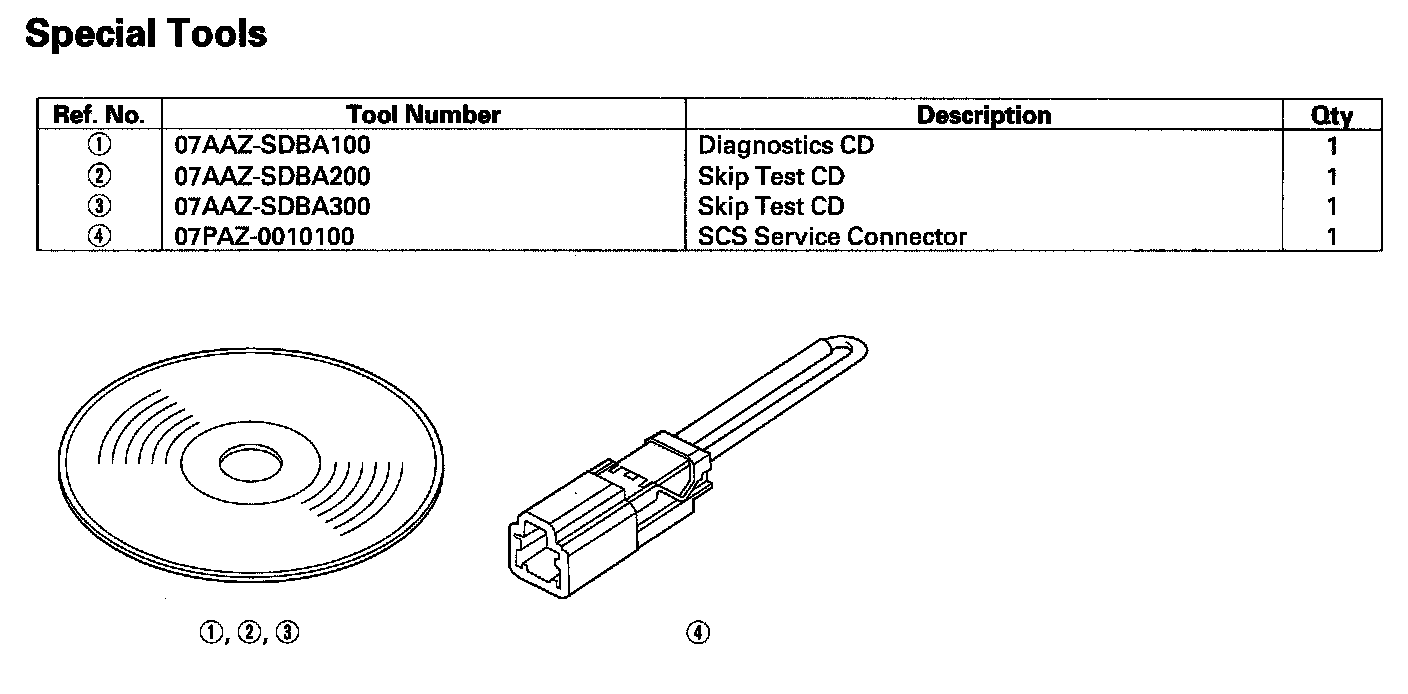 Special Tools
Ref. No. Tool Number Description Qty
① 07AAZ-SDBA100 Diagnostics CD 1
② 07AAZ-SDBA200 Skip Test CD 1
③ 07AAZ-SDBA300 Skip Test CD 1
④ 07PAZ-0010100 SCS Service Connector 1
①, ②, ③ ④